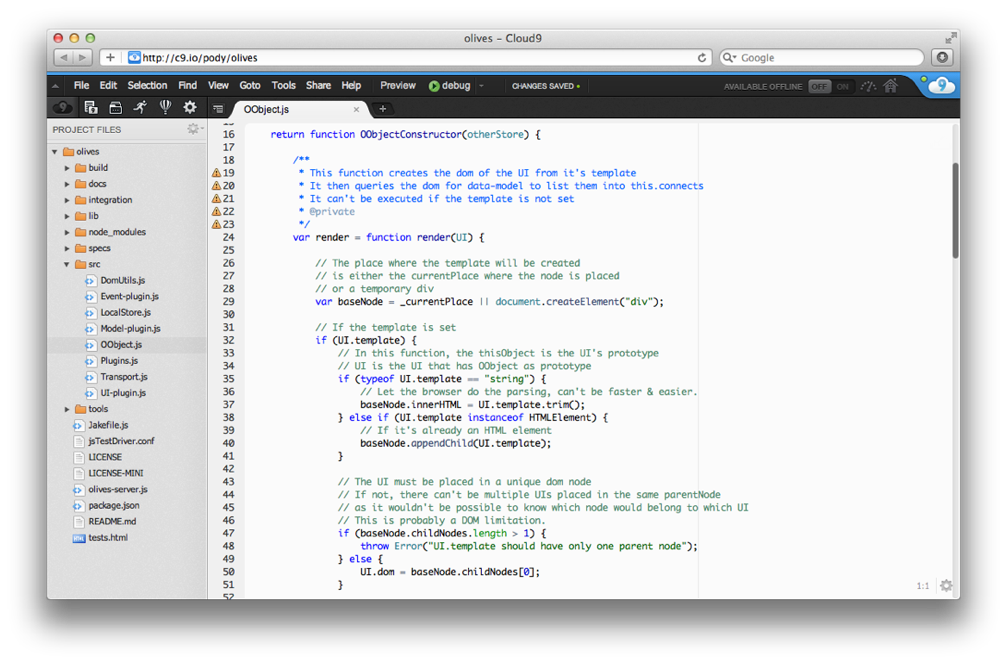 olives – Cloud9
http://c9.io/pody/olives
Google
File Edit Selection Find View Goto Tools Share Help Preview debug CHANGES SAVED AVAILABLE OFFLINE OFF ON
OObject.js
PROJECT FILES
olives
build
docs
integration
lib
node_modules
specs
src
DomUtils.js
Event-plugin.js
LocalStore.js
Model-plugin.js
OObject.js
Plugins.js
Transport.js
UI-plugin.js
tools
Jakefile.js
jsTestDriver.conf
LICENSE
LICENSE-MINI
olives-server.js
package.json
README.md
tests.html
16 return function OObjectConstructor(otherStore) {
17
18 /**
19 * This function creates the dom of the UI from it's template
20 * It then queries the dom for data-model to list them into this.connects
21 * It can't be executed if the template is not set
22 * @private
23 */
24 var render = function render(UI) {
25
26 // The place where the template will be created
27 // is either the currentPlace where the node is placed
28 // or a temporary div
29 var baseNode = _currentPlace || document.createElement("div");
30
31 // If the template is set
32 if (UI.template) {
33 // In this function, the thisObject is the UI's prototype
34 // UI is the UI that has OObject as prototype
35 if (typeof UI.template == "string") {
36 // Let the browser do the parsing, can't be faster & easier.
37 baseNode.innerHTML = UI.template.trim();
38 } else if (UI.template instanceof HTMLElement) {
39 // If it's already an HTML element
40 baseNode.appendChild(UI.template);
41 }
42
43 // The UI must be placed in a unique dom node
44 // If not, there can't be multiple UIs placed in the same parentNode
45 // as it wouldn't be possible to know which node would belong to which UI
46 // This is probably a DOM limitation.
47 if (baseNode.childNodes.length > 1) {
48 throw Error("UI.template should have only one parent node");
49 } else {
50 UI.dom = baseNode.childNodes[0];
51 }
52
1:1